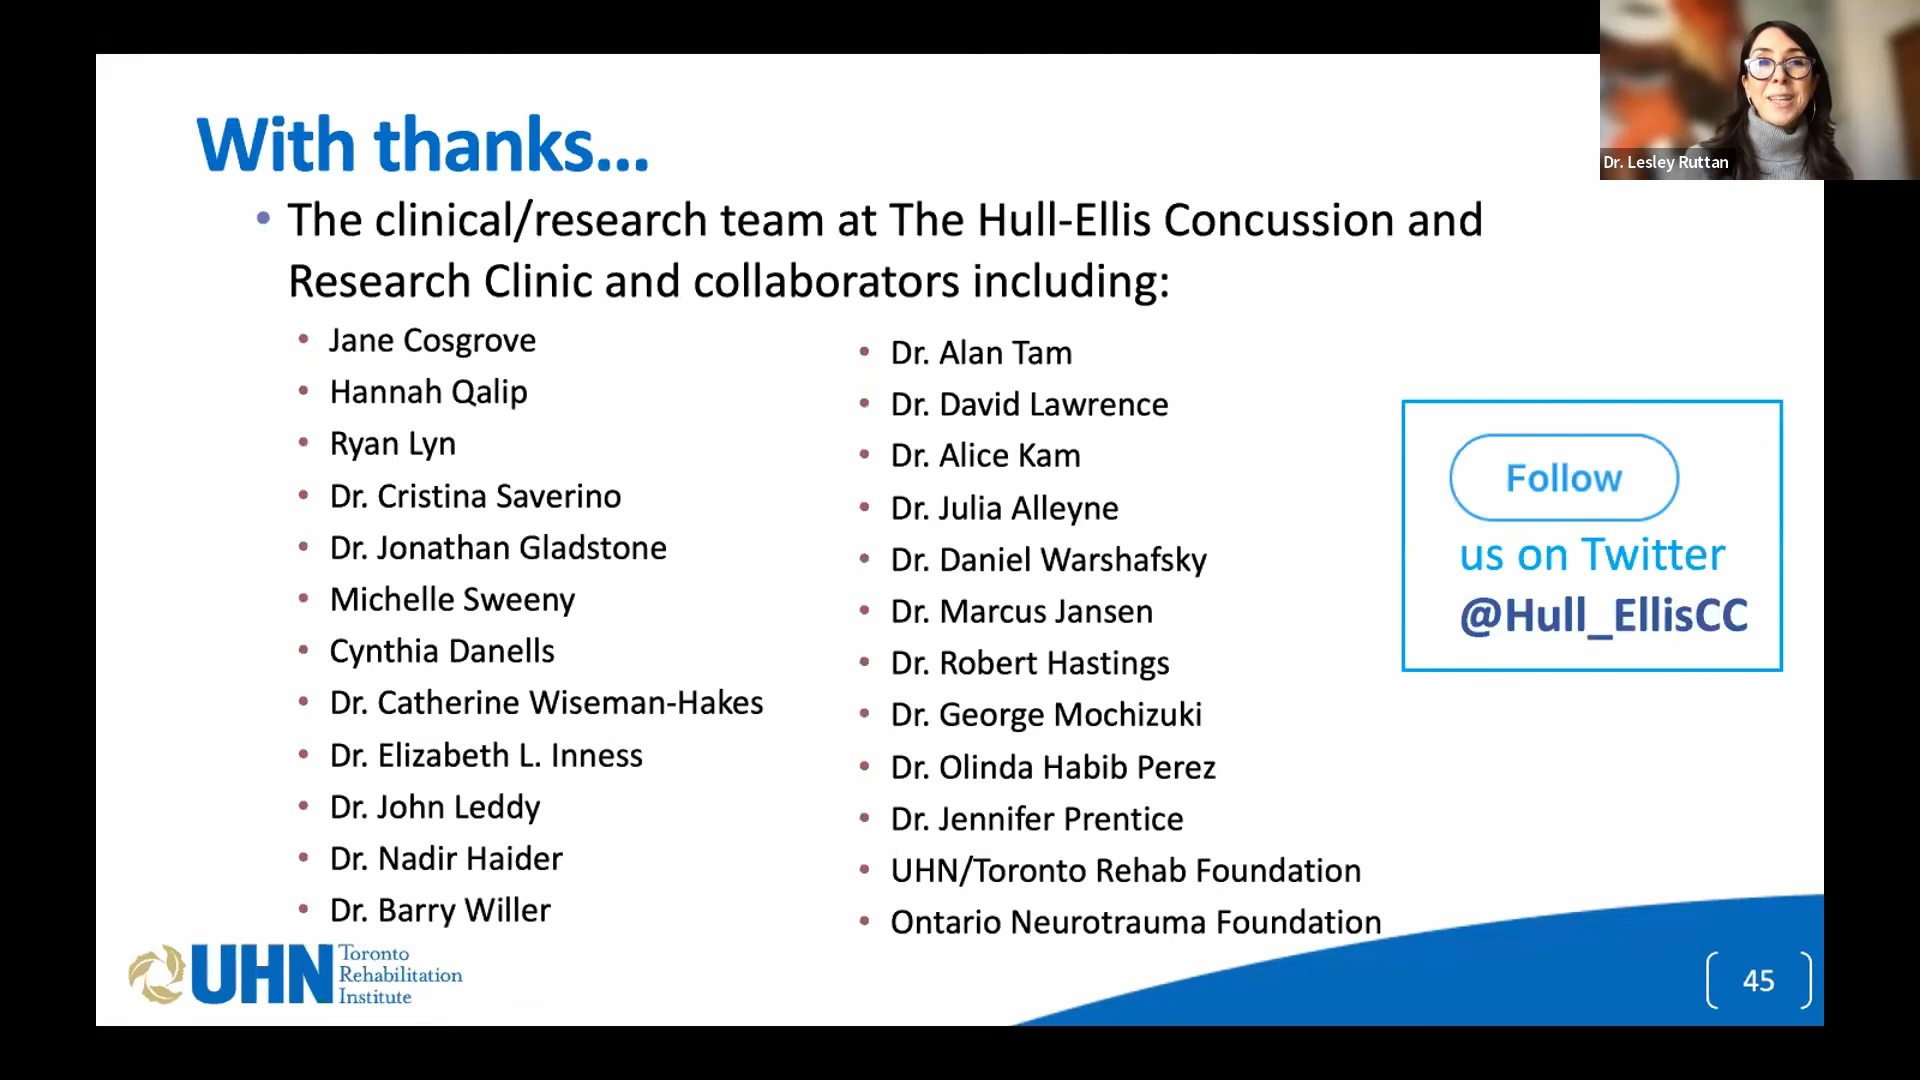 With thanks...
• The clinical/research team at The Hull-Ellis Concussion and
Research Clinic and collaborators including:
• Jane Cosgrove
• Hannah Qalip
• Ryan Lyn
• Dr. Cristina Saverino
• Dr. Jonathan Gladstone
• Michelle Sweeny
• Cynthia Danells
• Dr. Catherine Wiseman-Hakes
• Dr. Elizabeth L. Inness
• Dr. John Leddy
• Dr. Nadir Haider
• Dr. Barry Willer
• Dr. Alan Tam
• Dr. David Lawrence
• Dr. Alice Kam
• Dr. Julia Alleyne
• Dr. Daniel Warshafsky
• Dr. Marcus Jansen
• Dr. Robert Hastings
• Dr. George Mochizuki
• Dr. Olinda Habib Perez
• Dr. Jennifer Prentice
• UHN/Toronto Rehab Foundation
• Ontario Neurotrauma Foundation
Follow
us on Twitter
@Hull_EllisCC
Dr. Lesley Ruttan
UHN
Toronto
Rehabilitation
Institute
45